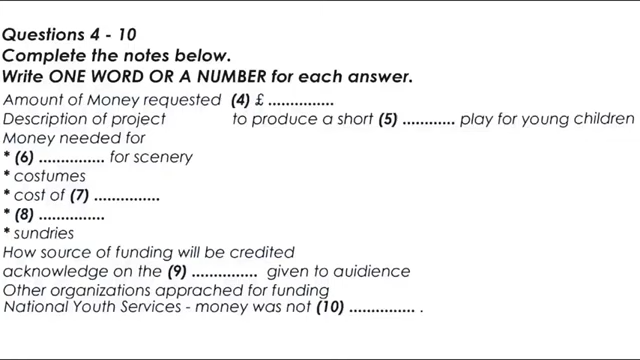 Questions 4 - 10
Complete the notes below.
Write ONE WORD OR A NUMBER for each answer.
Amount of Money requested (4) £ ...............
Description of project to produce a short (5) ............ play for young children
Money needed for
* (6) ............... for scenery
* costumes
* cost of (7) ...............
* (8) ...............
* sundries
How source of funding will be credited
acknowledge on the (9) ............... given to auidience
Other organizations apprached for funding
National Youth Services - money was not (10) ............... .